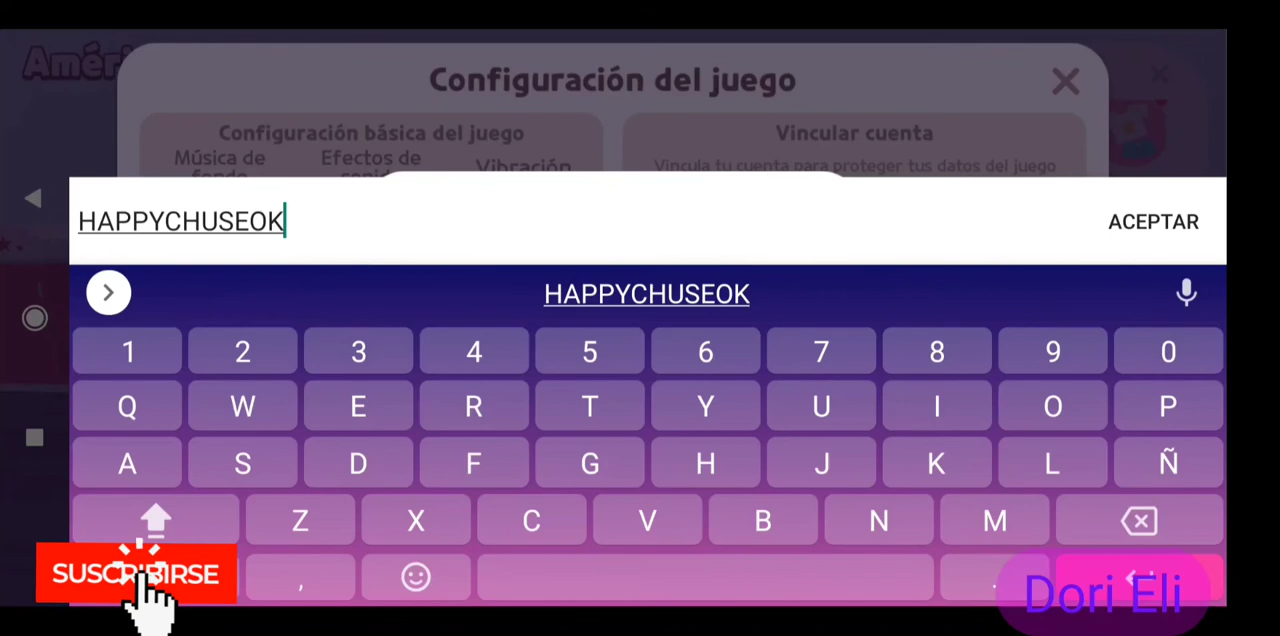 Améri
Configuración del juego
Configuración básica del juego
Vincular cuenta
Música de fondo
Efectos de
Vibración
Vincula tu cuenta para proteger tus datos del juego
HAPPYCHUSEOK
ACEPTAR
HAPPYCHUSEOK
1 2 3 4 5 6 7 8 9 0
Q W E R T Y U I O P
A S D F G H J K L Ñ
Z X C V B N M
SUSCRIBIRSE
, .
Dori Eli